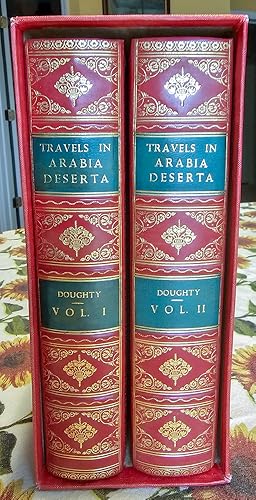 TRAVELS IN
ARABIA
DESERTA
DOUGHTY
VOL. I
TRAVELS IN
ARABIA
DESERTA
DOUGHTY
VOL. II